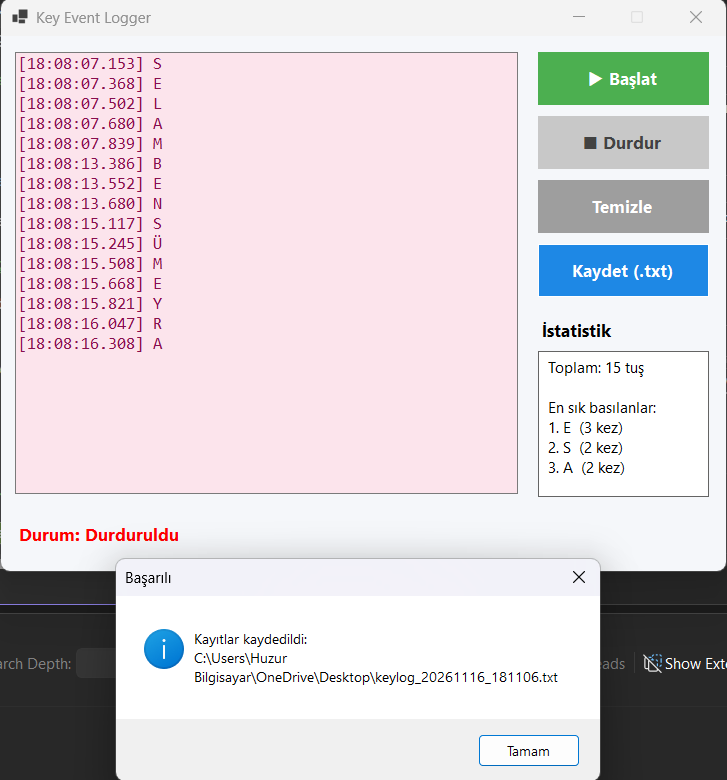 Key Event Logger
[18:08:07.153] S
[18:08:07.368] E
[18:08:07.502] L
[18:08:07.680] A
[18:08:07.839] M
[18:08:13.386] B
[18:08:13.552] E
[18:08:13.680] N
[18:08:15.117] S
[18:08:15.245] Ü
[18:08:15.508] M
[18:08:15.668] E
[18:08:15.821] Y
[18:08:16.047] R
[18:08:16.308] A
▶ Başlat
■ Durdur
Temizle
Kaydet (.txt)
İstatistik
Toplam: 15 tuş
En sık basılanlar:
1. E (3 kez)
2. S (2 kez)
3. A (2 kez)
Durum: Durduruldu
Başarılı
Kayıtlar kaydedildi:
C:\Users\Huzur
Bilgisayar\OneDrive\Desktop\keylog_20261116_181106.txt
Tamam
arch Depth:
eads
Show Exte